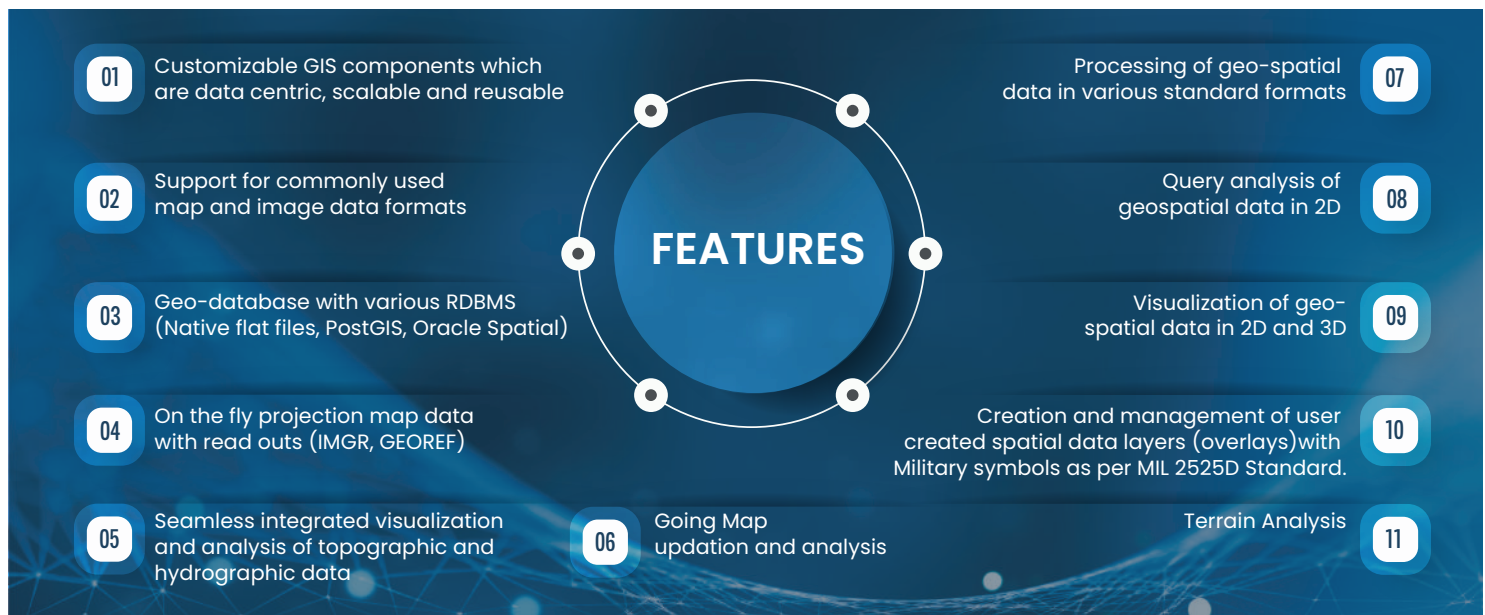 FEATURES
01
Customizable GIS components which
are data centric, scalable and reusable
02
Support for commonly used
map and image data formats
03
Geo-database with various RDBMS
(Native flat files, PostGIS, Oracle Spatial)
04
On the fly projection map data
with read outs (IMGR, GEOREF)
05
Seamless integrated visualization
and analysis of topographic and
hydrographic data
06
Going Map
updation and analysis
07
Processing of geo-spatial
data in various standard formats
08
Query analysis of
geospatial data in 2D
09
Visualization of geo-
spatial data in 2D and 3D
10
Creation and management of user
created spatial data layers (overlays)with
Military symbols as per MIL 2525D Standard.
11
Terrain Analysis